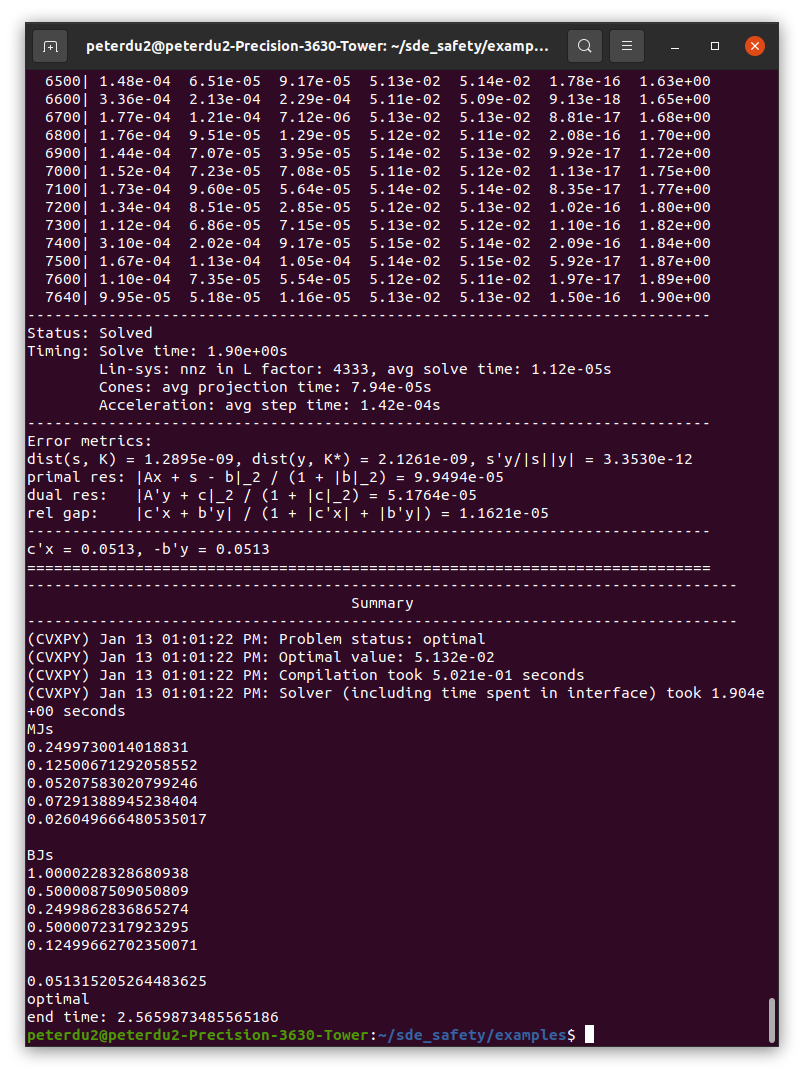 peterdu2@peterdu2-Precision-3630-Tower: ~/sde_safety/examp...
6500| 1.48e-04  6.51e-05  9.17e-05  5.13e-02  5.14e-02  1.78e-16  1.63e+00
6600| 3.36e-04  2.13e-04  2.29e-04  5.11e-02  5.09e-02  9.13e-18  1.65e+00
6700| 1.77e-04  1.21e-04  7.12e-06  5.13e-02  5.13e-02  8.81e-17  1.68e+00
6800| 1.76e-04  9.51e-05  1.29e-05  5.12e-02  5.11e-02  2.08e-16  1.70e+00
6900| 1.44e-04  7.07e-05  3.95e-05  5.14e-02  5.13e-02  9.92e-17  1.72e+00
7000| 1.52e-04  7.23e-05  7.08e-05  5.11e-02  5.12e-02  1.13e-17  1.75e+00
7100| 1.73e-04  9.60e-05  5.64e-05  5.14e-02  5.14e-02  8.35e-17  1.77e+00
7200| 1.34e-04  8.51e-05  2.85e-05  5.12e-02  5.13e-02  1.02e-16  1.80e+00
7300| 1.12e-04  6.86e-05  7.15e-05  5.13e-02  5.12e-02  1.10e-16  1.82e+00
7400| 3.10e-04  2.02e-04  9.17e-05  5.15e-02  5.14e-02  2.09e-16  1.84e+00
7500| 1.67e-04  1.13e-04  1.05e-04  5.14e-02  5.15e-02  5.92e-17  1.87e+00
7600| 1.10e-04  7.35e-05  5.54e-05  5.12e-02  5.11e-02  1.97e-17  1.89e+00
7640| 9.95e-05  5.18e-05  1.16e-05  5.13e-02  5.13e-02  1.50e-16  1.90e+00
----------------------------------------------------------------------------
Status: Solved
Timing: Solve time: 1.90e+00s
Lin-sys: nnz in L factor: 4333, avg solve time: 1.12e-05s
Cones: avg projection time: 7.94e-05s
Acceleration: avg step time: 1.42e-04s
----------------------------------------------------------------------------
Error metrics:
dist(s, K) = 1.2895e-09, dist(y, K*) = 2.1261e-09, s'y/|s||y| = 3.3530e-12
primal res: |Ax + s - b|_2 / (1 + |b|_2) = 9.9494e-05
dual res:   |A'y + c|_2 / (1 + |c|_2) = 5.1764e-05
rel gap:    |c'x + b'y| / (1 + |c'x| + |b'y|) = 1.1621e-05
----------------------------------------------------------------------------
c'x = 0.0513, -b'y = 0.0513
============================================================================
-------------------------------------------------------------------------------
Summary
-------------------------------------------------------------------------------
(CVXPY) Jan 13 01:01:22 PM: Problem status: optimal
(CVXPY) Jan 13 01:01:22 PM: Optimal value: 5.132e-02
(CVXPY) Jan 13 01:01:22 PM: Compilation took 5.021e-01 seconds
(CVXPY) Jan 13 01:01:22 PM: Solver (including time spent in interface) took 1.904e
+00 seconds
MJs
0.2499730014018831
0.12500671292058552
0.05207583020799246
0.07291388945238404
0.026049666480535017

BJs
1.0000228328680938
0.5000087509050809
0.2499862836865274
0.5000072317923295
0.12499662702350071

0.051315205264483625
optimal
end time: 2.5659873485565186
peterdu2@peterdu2-Precision-3630-Tower:~/sde_safety/examples$